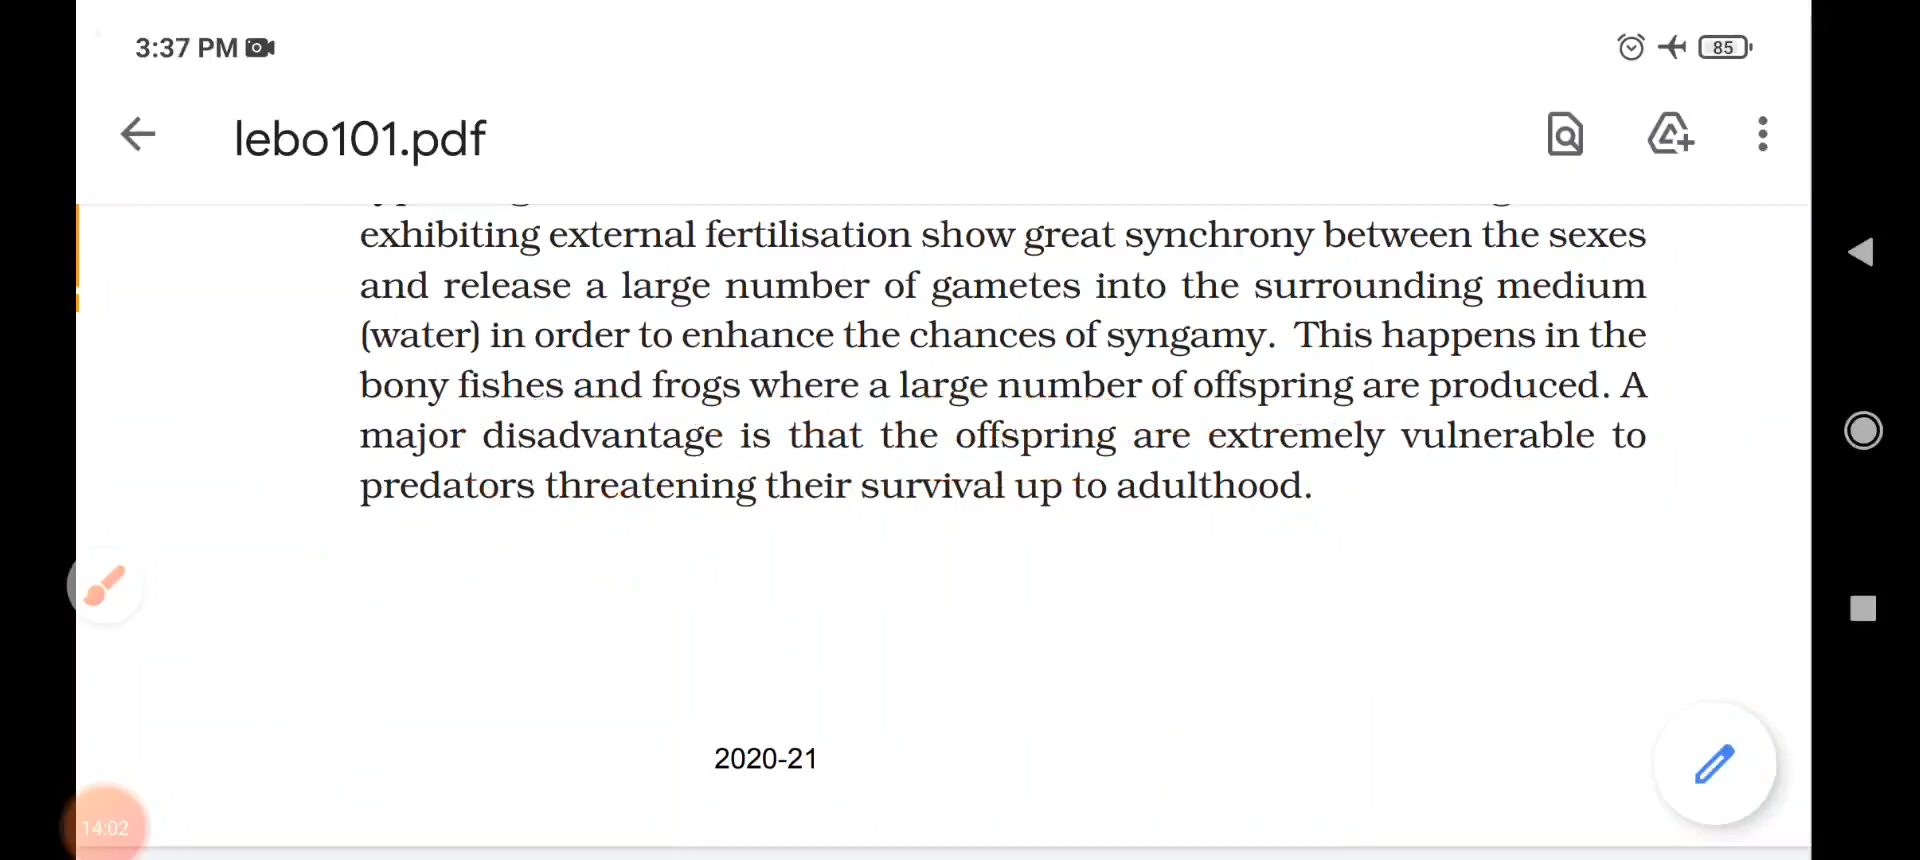 3:37 PM
85
lebo101.pdf
exhibiting external fertilisation show great synchrony between the sexes
and release a large number of gametes into the surrounding medium
(water) in order to enhance the chances of syngamy. This happens in the
bony fishes and frogs where a large number of offspring are produced. A
major disadvantage is that the offspring are extremely vulnerable to
predators threatening their survival up to adulthood.
2020-21
14:02